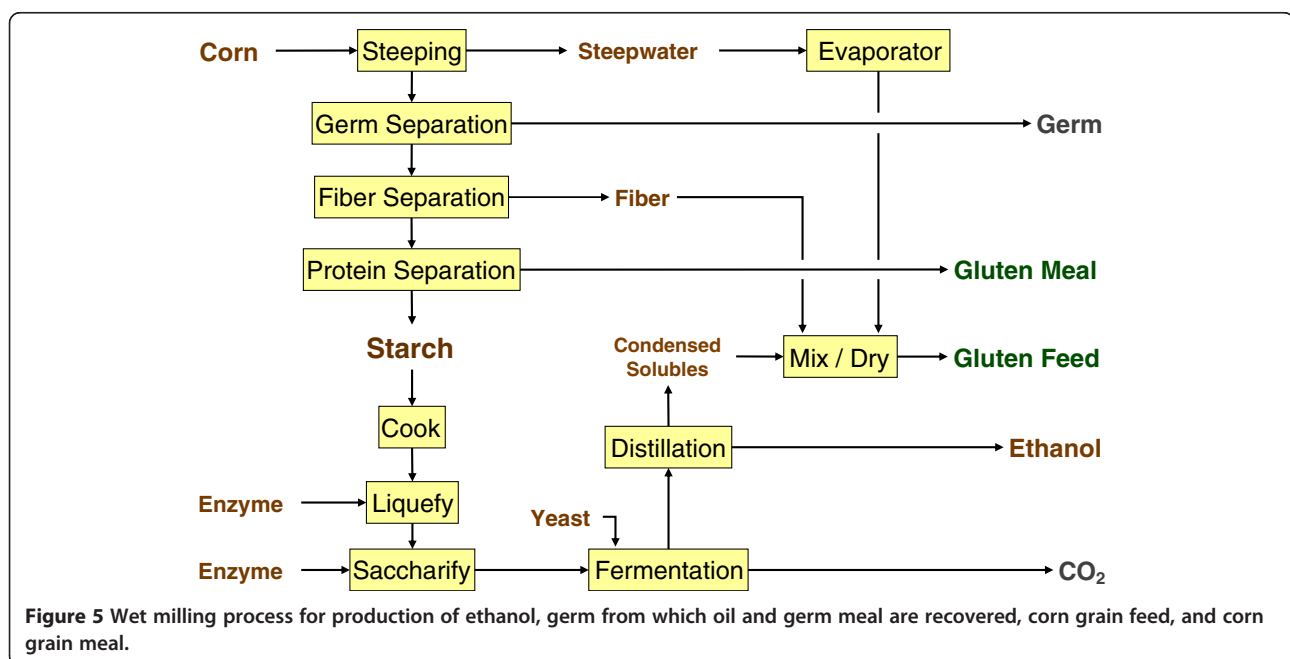 Corn
Steeping
Steepwater
Evaporator
Germ Separation
Germ
Fiber Separation
Fiber
Protein Separation
Gluten Meal
Starch
Condensed
Solubles
Mix / Dry
Gluten Feed
Cook
Distillation
Ethanol
Enzyme
Liquefy
Yeast
Enzyme
Saccharify
Fermentation
CO₂
Figure 5 Wet milling process for production of ethanol, germ from which oil and germ meal are recovered, corn grain feed, and corn
grain meal.